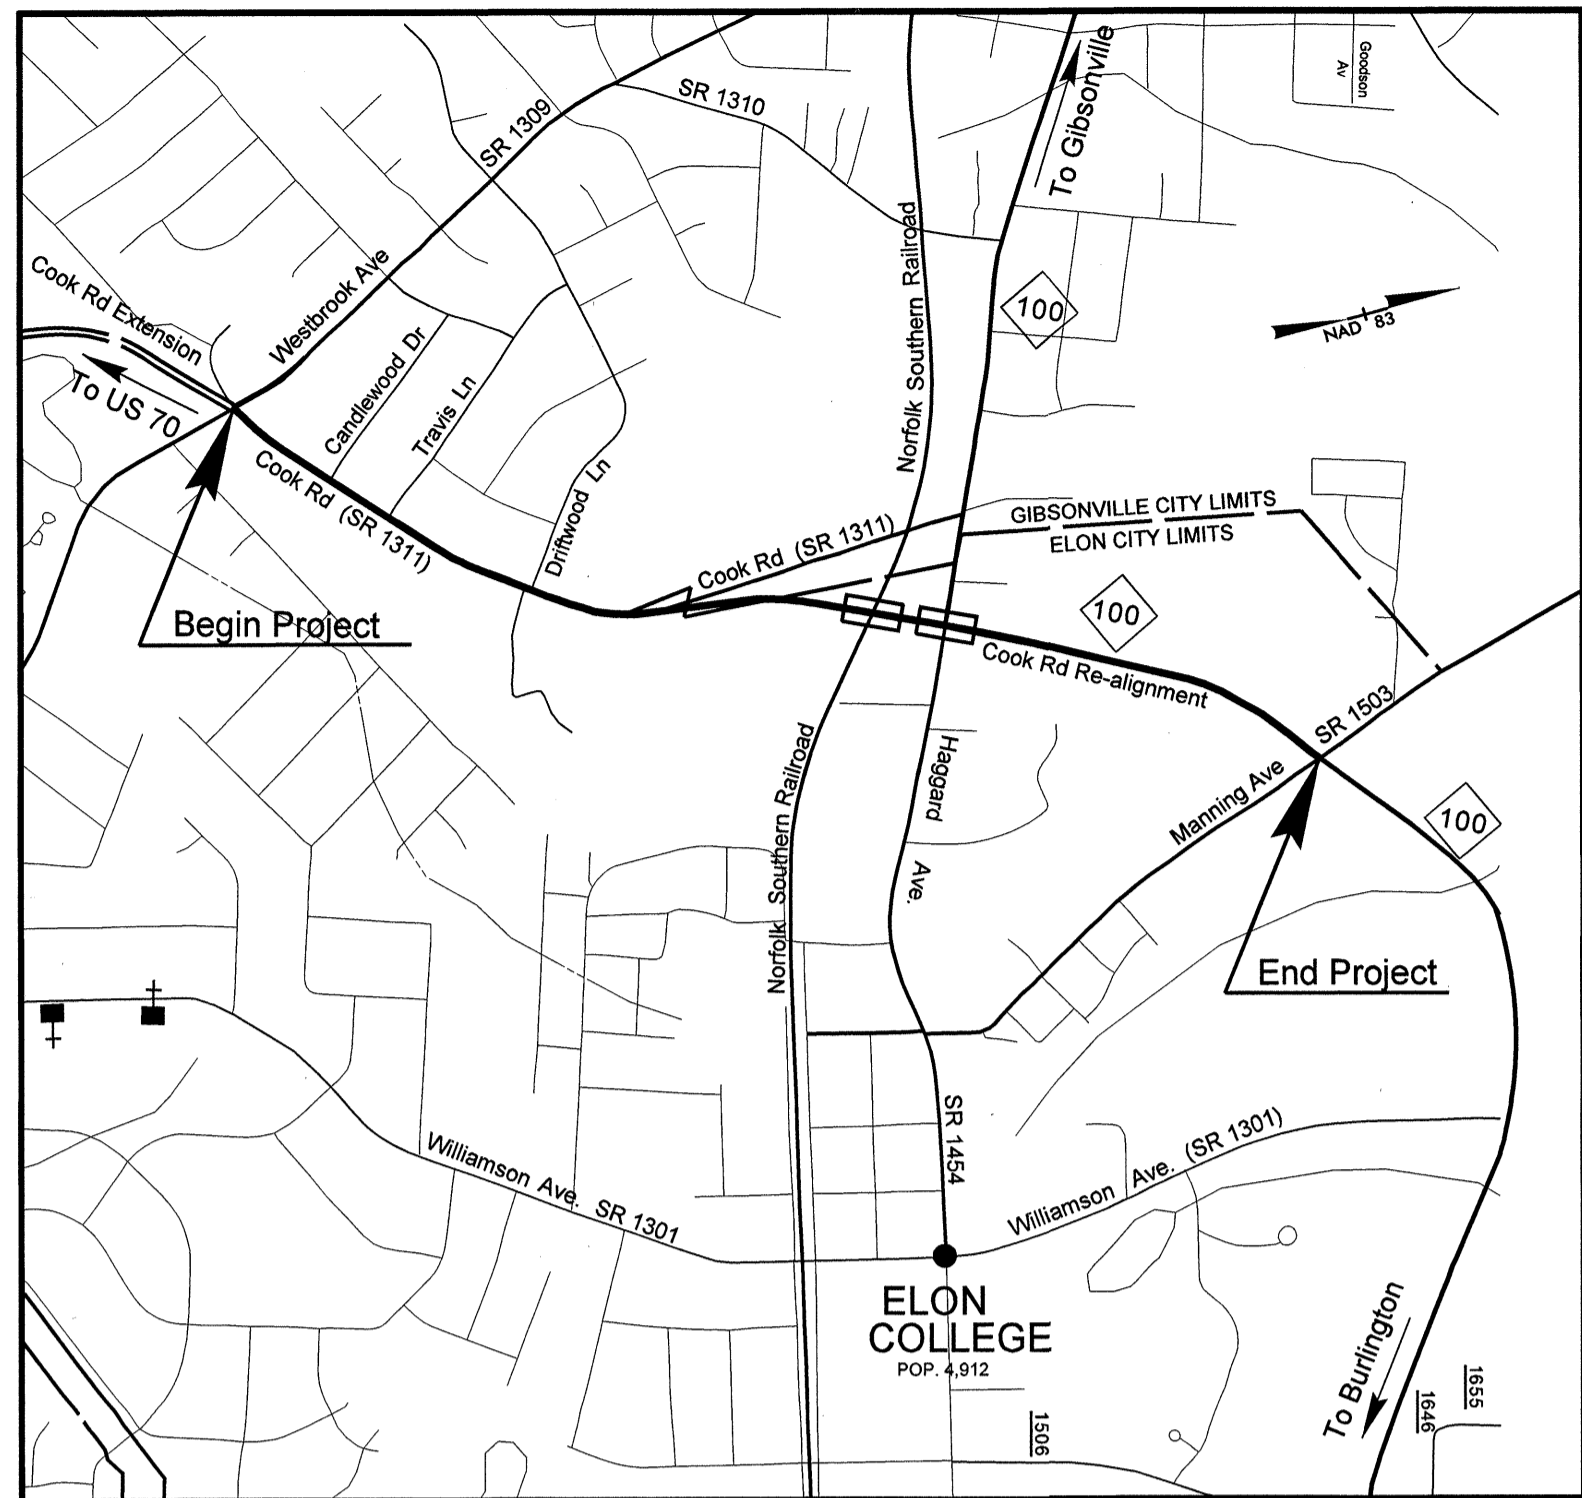 Goodson
Av
SR 1310
SR 1309
To Gibsonville
Norfolk Southern Railroad
Cook Rd Extension
Westbrook Ave
100
NAD 83
To US 70
Candlewood Dr
Travis Ln
Cook Rd (SR 1311)
Driftwood Ln
Cook Rd (SR 1311)
GIBSONVILLE CITY LIMITS
ELON CITY LIMITS
100
Begin Project
Cook Rd Re-alignment
SR 1503
Norfolk Southern Railroad
Haggard
Ave.
Manning Ave
100
End Project
SR 1454
Williamson Ave. SR 1301
Williamson Ave. (SR 1301)
ELON
COLLEGE
POP. 4,912
To Burlington
1506
1646
1655